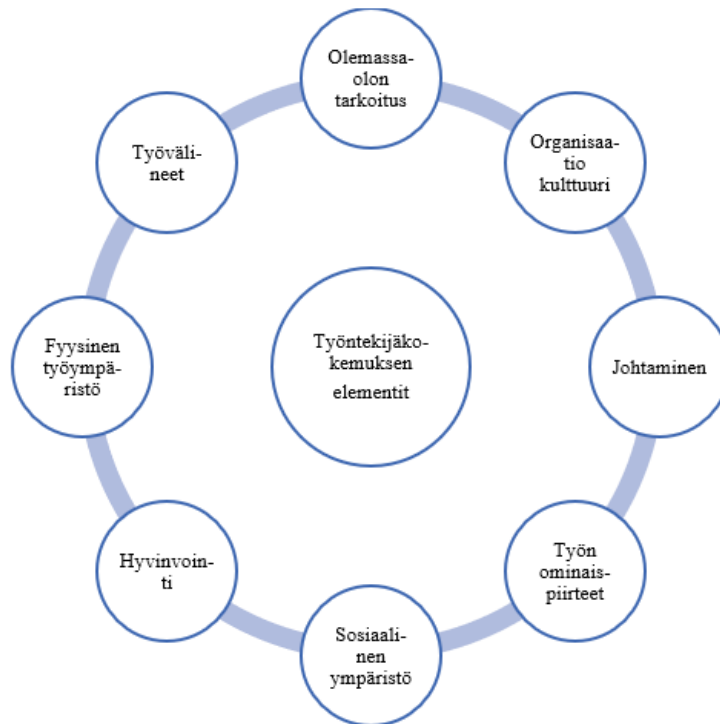 Olemassa-
olon
tarkoitus
Organisaa-
tio
kulttuuri
Johtaminen
Työn
ominais-
piirteet
Sosiaali-
nen
ympäristö
Hyvinvoin-
ti
Fyysinen
työympä-
ristö
Työväli-
neet
Työntekijäko-
kemuksen
elementit